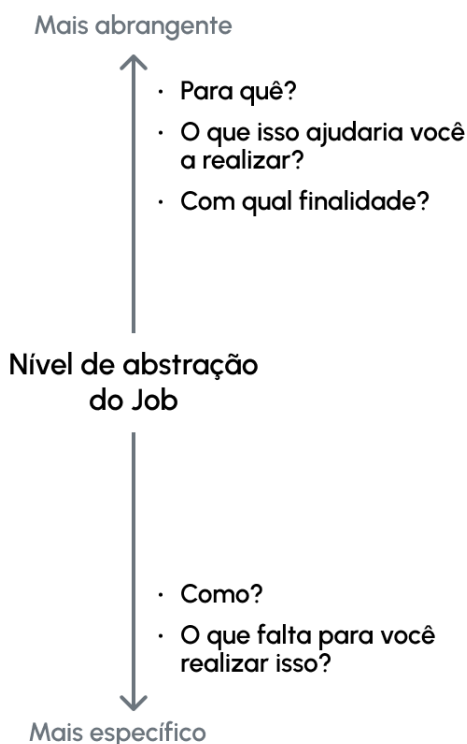 Mais abrangente
· Para quê?
· O que isso ajudaria você
a realizar?
· Com qual finalidade?
Nível de abstração
do Job
· Como?
· O que falta para você
realizar isso?
Mais específico